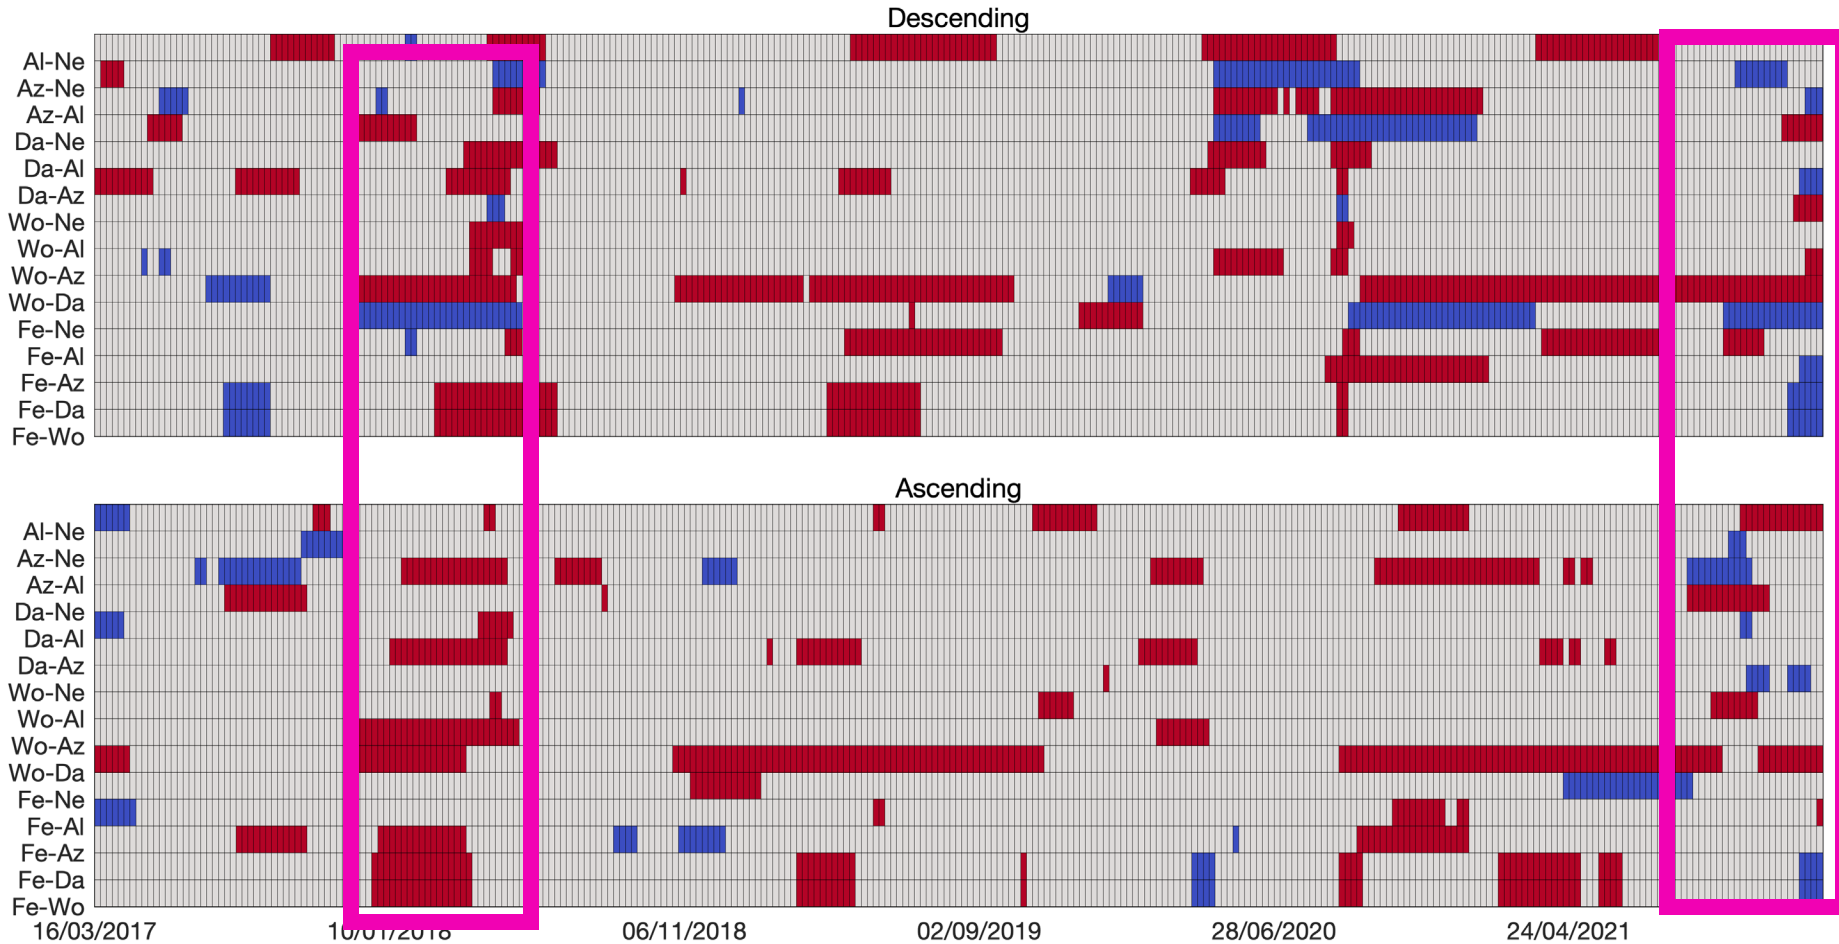 Descending
Al-Ne
Az-Ne
Az-Al
Da-Ne
Da-Al
Da-Az
Wo-Ne
Wo-Al
Wo-Az
Wo-Da
Fe-Ne
Fe-Al
Fe-Az
Fe-Da
Fe-Wo
Ascending
Al-Ne
Az-Ne
Az-Al
Da-Ne
Da-Al
Da-Az
Wo-Ne
Wo-Al
Wo-Az
Wo-Da
Fe-Ne
Fe-Al
Fe-Az
Fe-Da
Fe-Wo
16/03/2017 10/01/2018 06/11/2018 02/09/2019 28/06/2020 24/04/2021